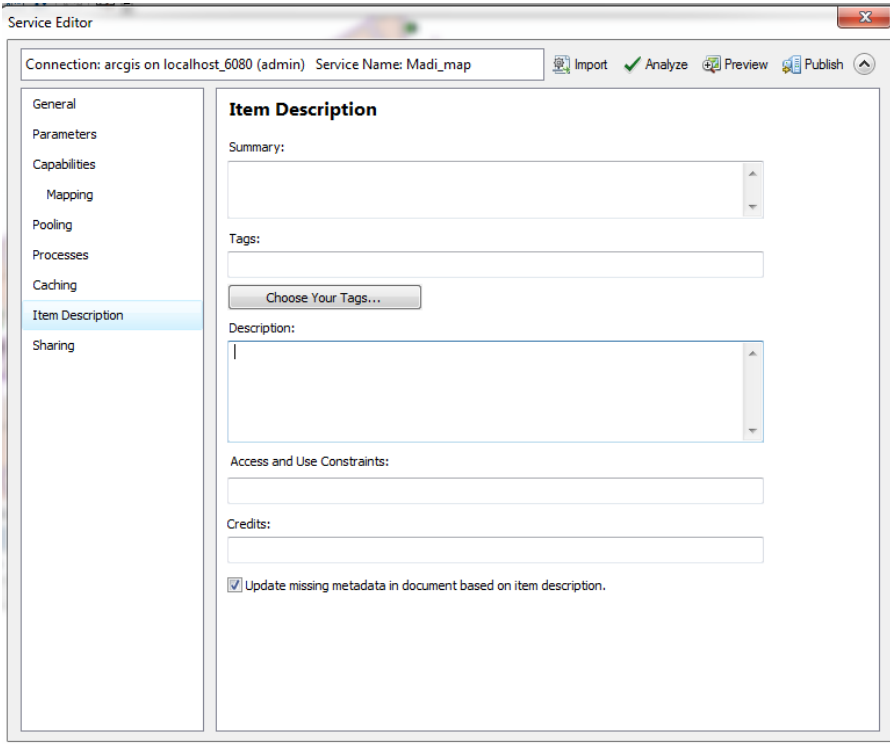 Service Editor
Connection: arcgis on localhost_6080 (admin) Service Name: Madi_map
Import Analyze Preview Publish
General
Parameters
Capabilities
Mapping
Pooling
Processes
Caching
Item Description
Sharing
Item Description
Summary:
Tags:
Choose Your Tags...
Description:
Access and Use Constraints:
Credits:
Update missing metadata in document based on item description.